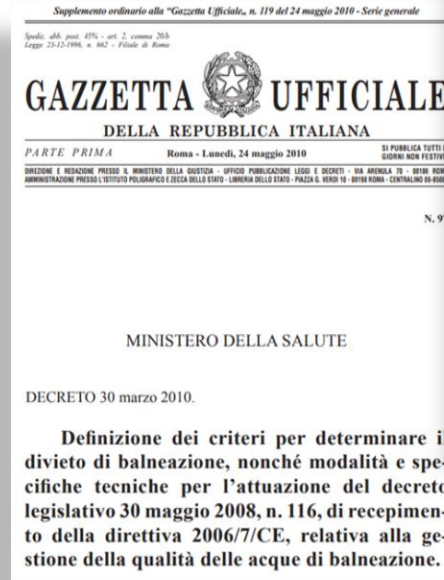 Supplemento ordinario alla “Gazzetta Ufficiale„ n. 119 del 24 maggio 2010 - Serie generale
Spediz. abb. post. 45% - art. 2, comma 20/b
Legge 23-12-1996, n. 662 - Filiale di Roma
GAZZETTA UFFICIALE
DELLA REPUBBLICA ITALIANA
PARTE PRIMA
Roma - Lunedì, 24 maggio 2010
SI PUBBLICA TUTTI I
GIORNI NON FESTIVI
DIREZIONE E REDAZIONE PRESSO IL MINISTERO DELLA GIUSTIZIA - UFFICIO PUBBLICAZIONE LEGGI E DECRETI - VIA ARENULA 70 - 00186 ROM
AMMINISTRAZIONE PRESSO L'ISTITUTO POLIGRAFICO E ZECCA DELLO STATO - LIBRERIA DELLO STATO - PIAZZA G. VERDI 10 - 00198 ROMA - CENTRALINO 06-8508
N. 97
MINISTERO DELLA SALUTE
DECRETO 30 marzo 2010.
Definizione dei criteri per determinare il
divieto di balneazione, nonché modalità e spe-
cifiche tecniche per l’attuazione del decreto
legislativo 30 maggio 2008, n. 116, di recepimen-
to della direttiva 2006/7/CE, relativa alla ge-
stione della qualità delle acque di balneazione.